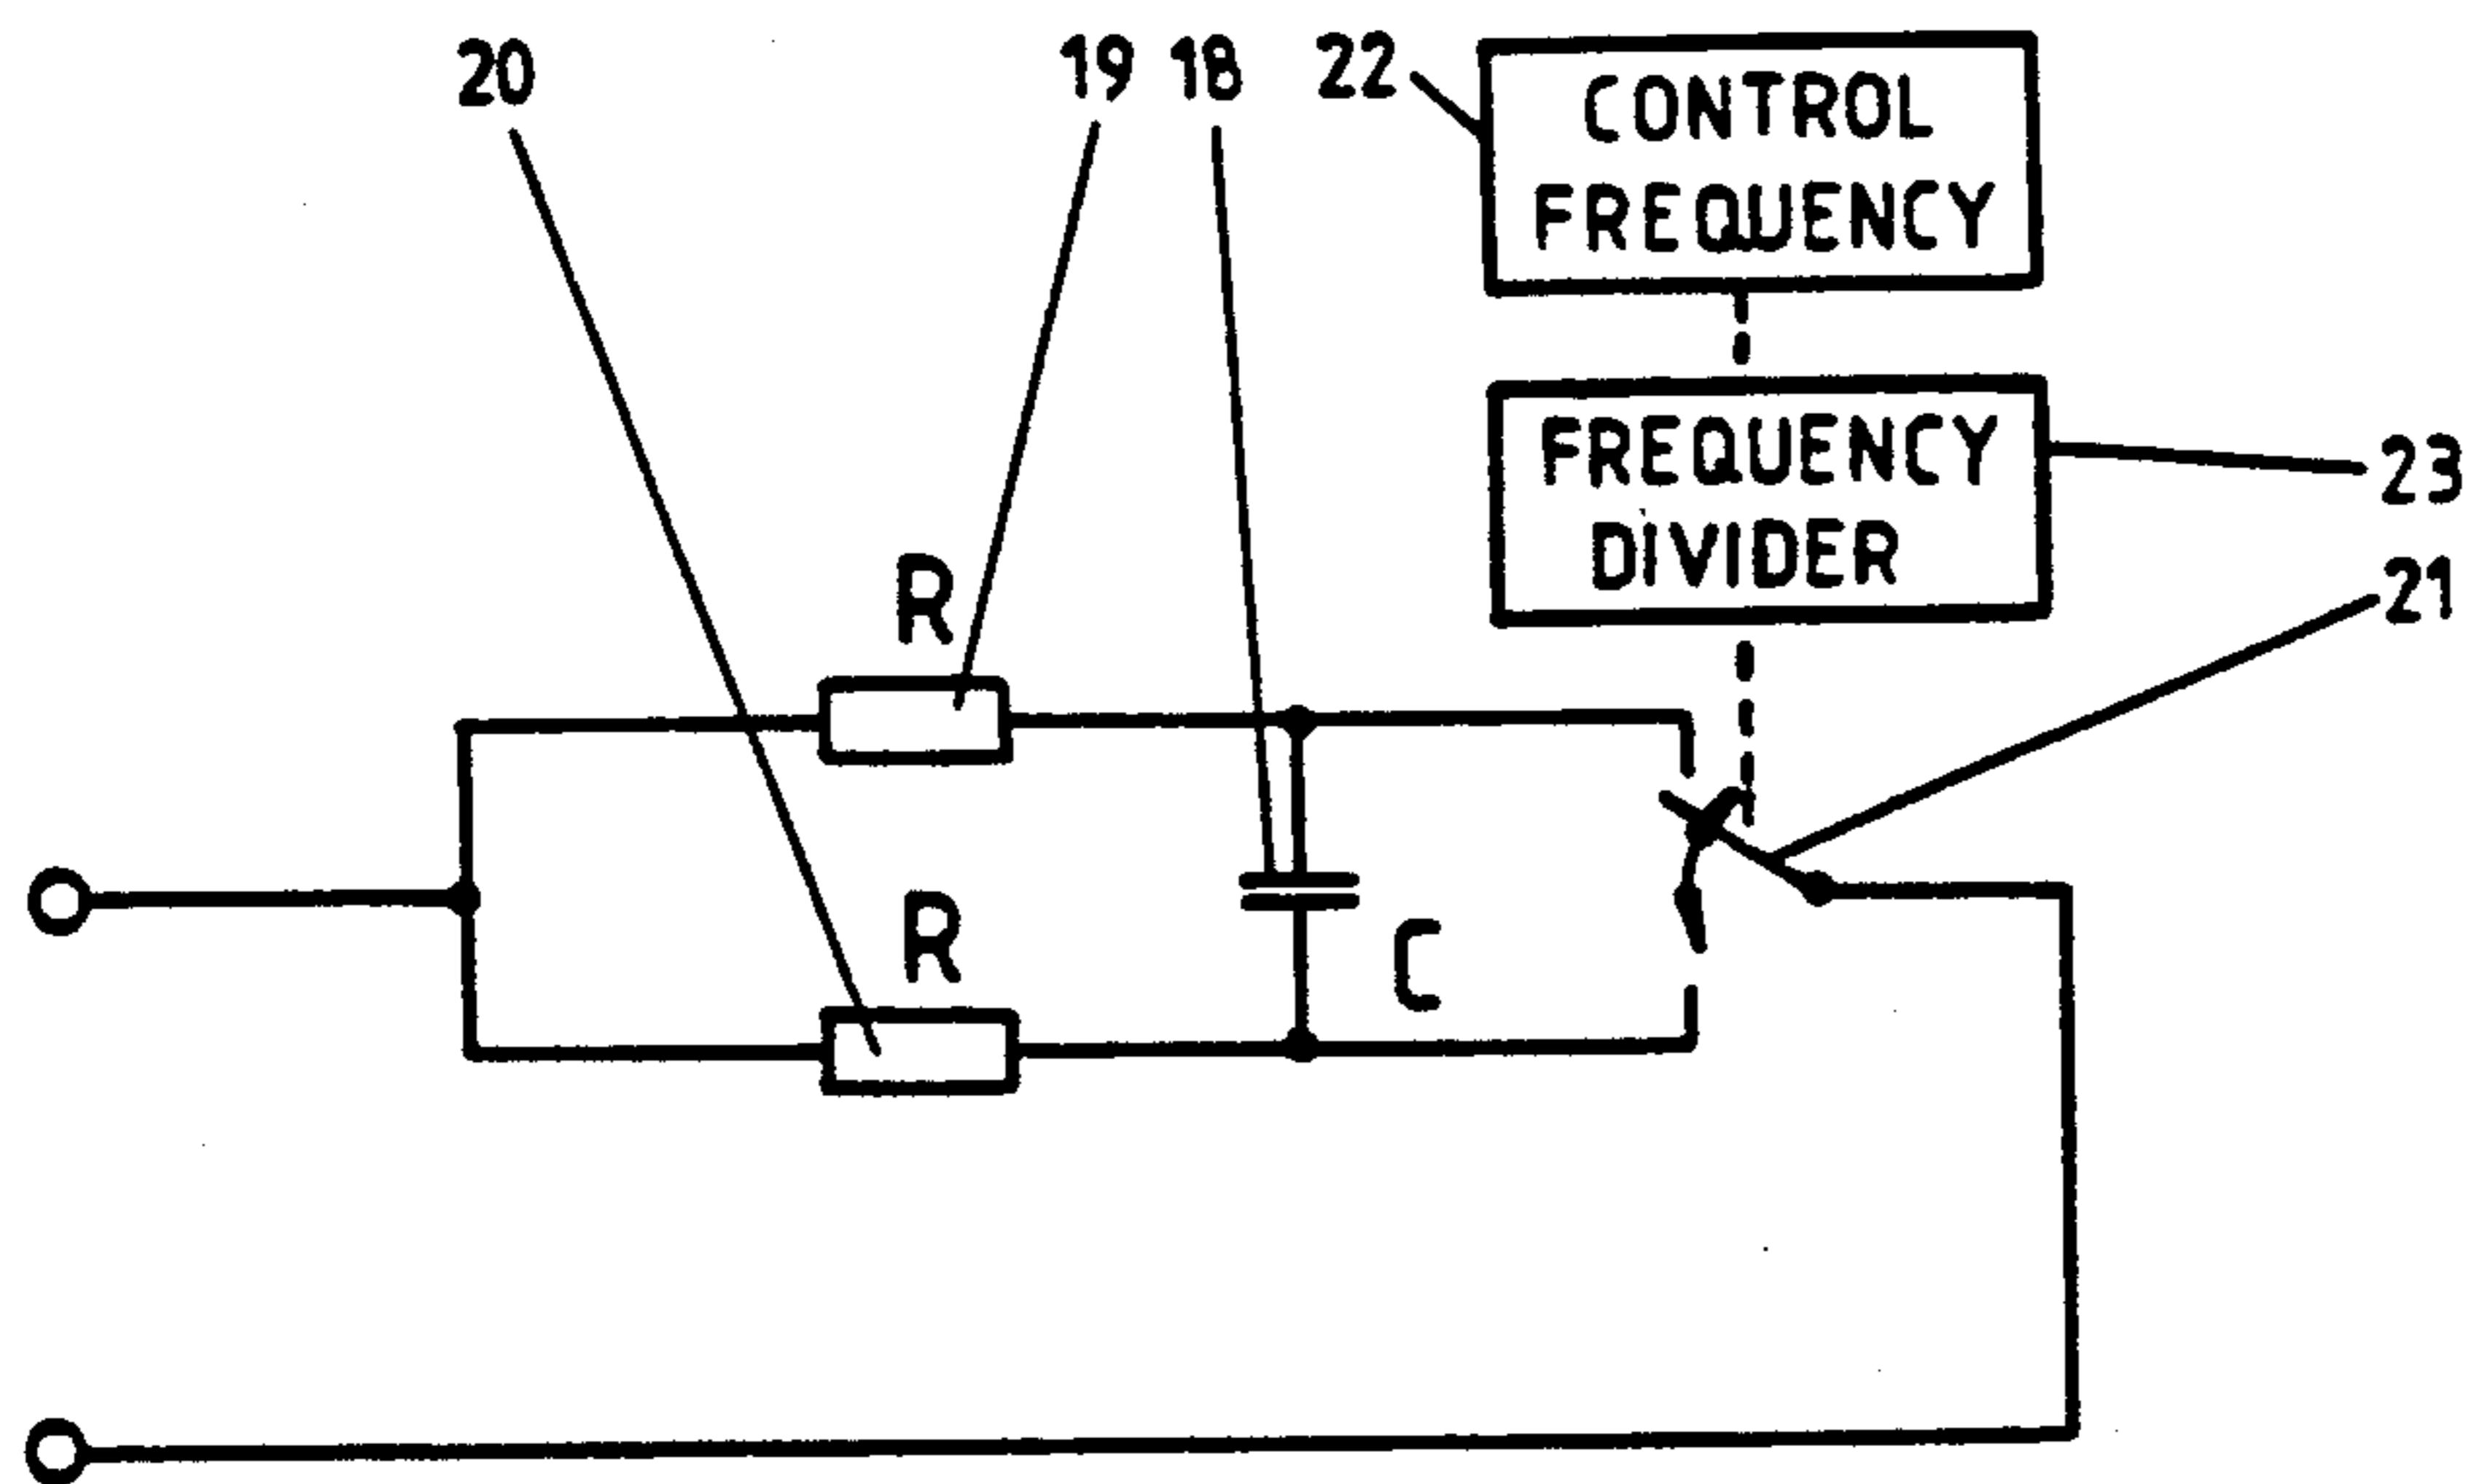 20
19
18
22
CONTROL
FREQUENCY
FREQUENCY
DIVIDER
23
21
R
R
C